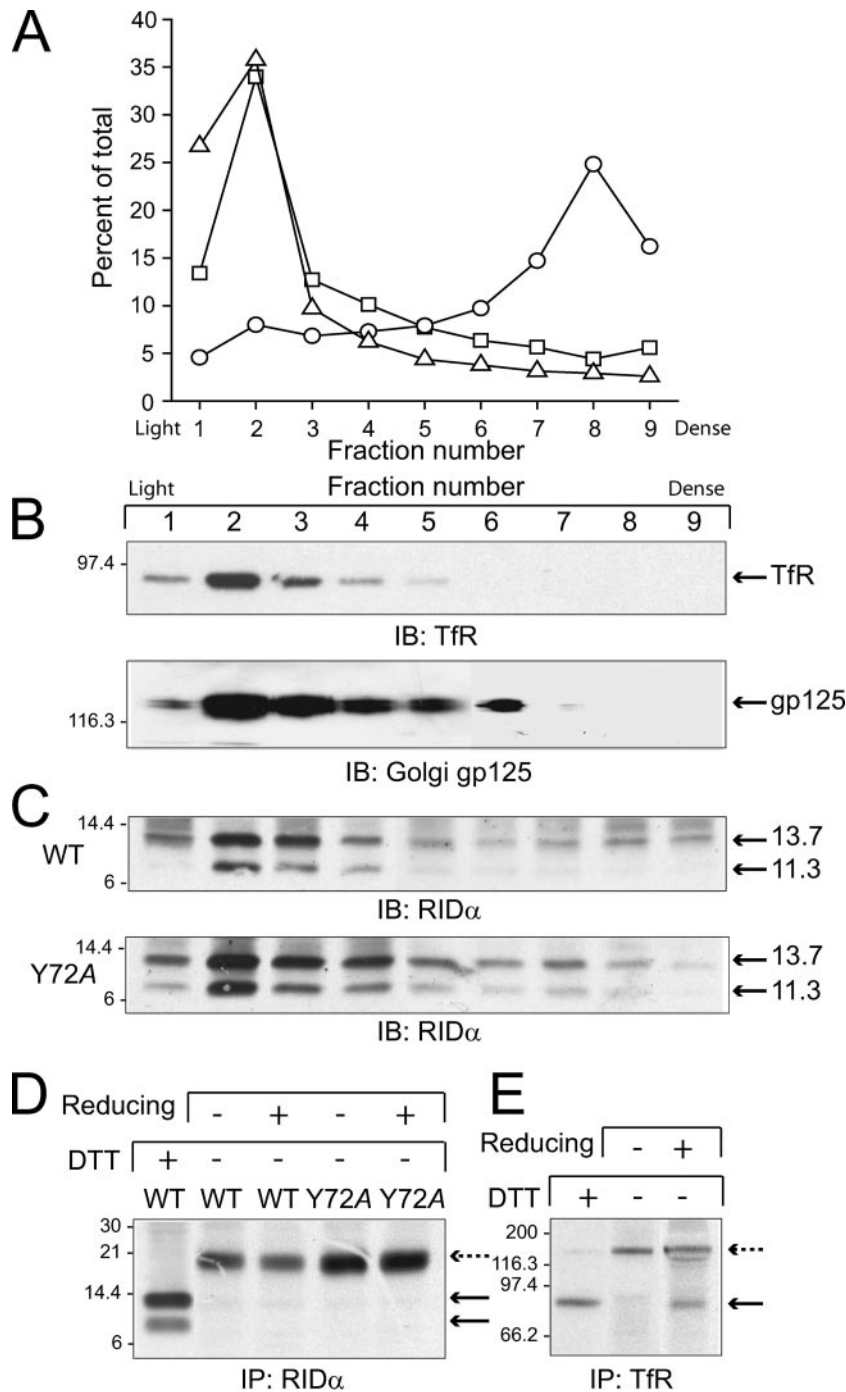 A
Percent of total
40
35
30
25
20
15
10
5
0
Light 1 2 3 4 5 6 7 8 9 Dense
Fraction number
B
Light Fraction number Dense
1 2 3 4 5 6 7 8 9
97.4 -
TfR
IB: TfR
gp125
116.3 -
IB: Golgi gp125
C
WT
14.4 -
13.7
11.3
6 -
IB: RIDα
Y72A
14.4 -
13.7
11.3
6 -
IB: RIDα
D
Reducing - + - +
DTT + - - - -
WT WT WT Y72A Y72A
30 -
21 -
14.4 -
6 -
IP: RIDα
E
Reducing - +
DTT + - -
200 -
116.3 -
97.4 -
66.2 -
IP: TfR